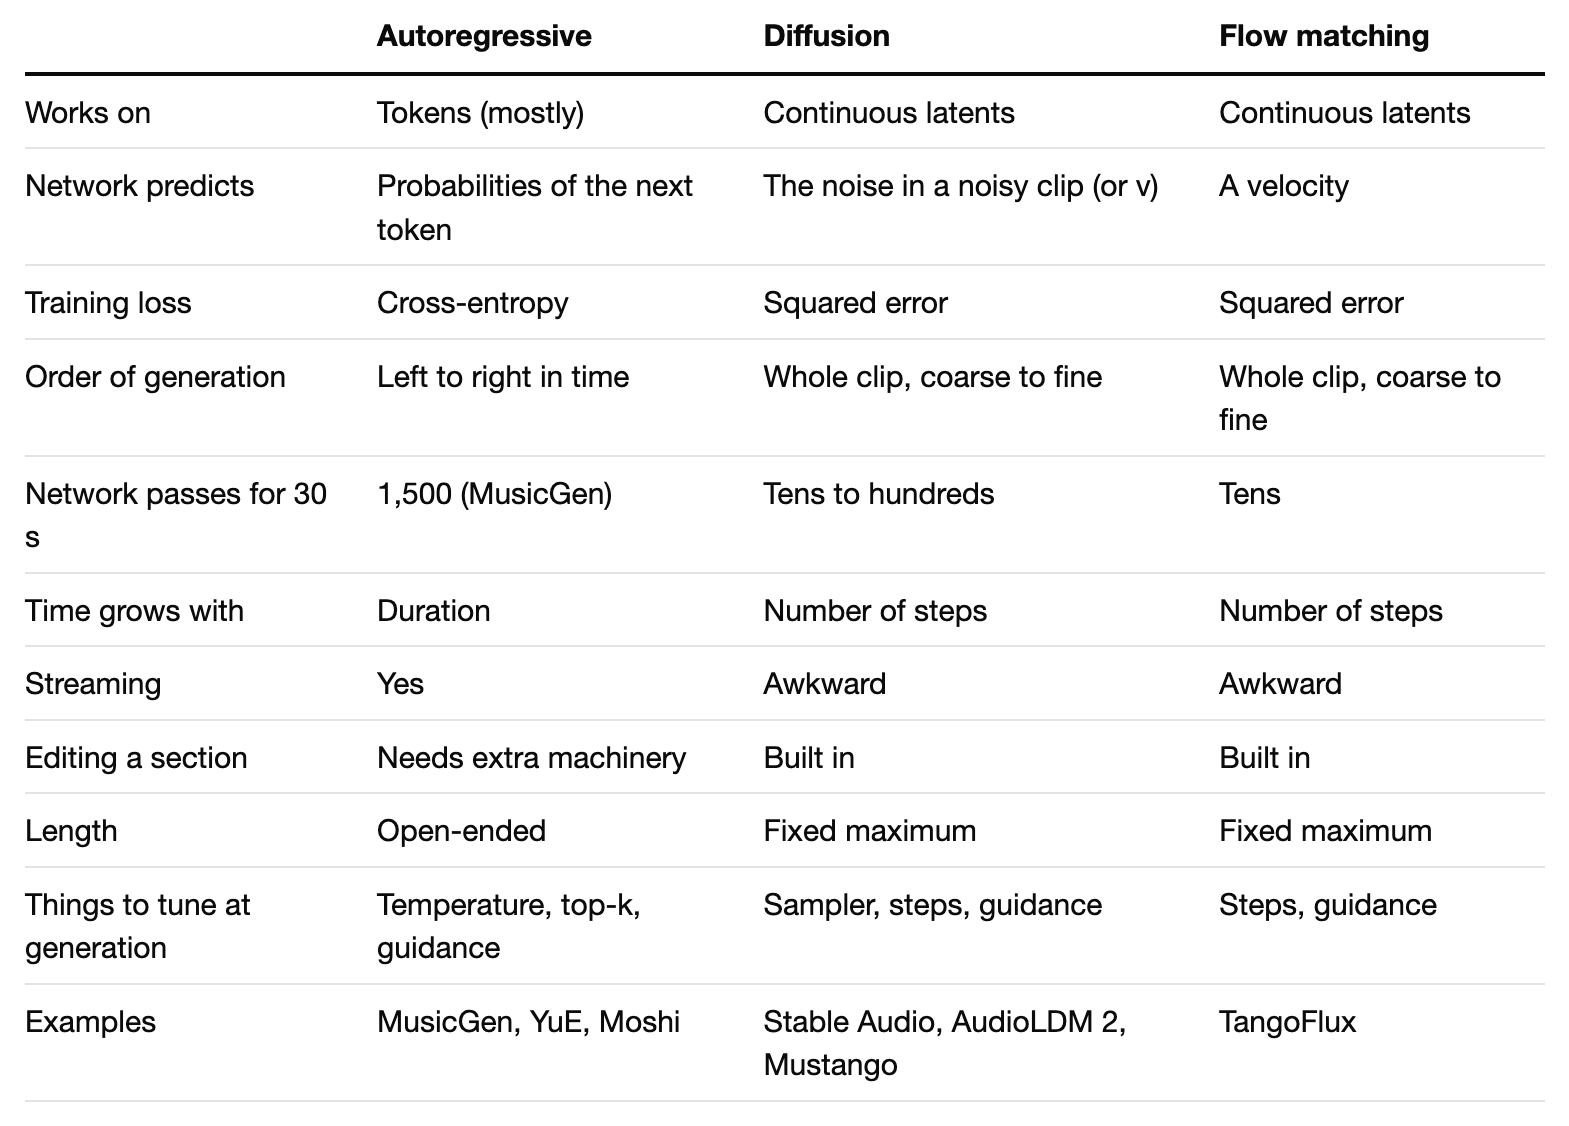 Autoregressive Diffusion Flow matching
Works on Tokens (mostly) Continuous latents Continuous latents
Network predicts Probabilities of the next The noise in a noisy clip (or v) A velocity
token
Training loss Cross-entropy Squared error Squared error
Order of generation Left to right in time Whole clip, coarse to fine Whole clip, coarse to
fine
Network passes for 30 1,500 (MusicGen) Tens to hundreds Tens
s
Time grows with Duration Number of steps Number of steps
Streaming Yes Awkward Awkward
Editing a section Needs extra machinery Built in Built in
Length Open-ended Fixed maximum Fixed maximum
Things to tune at Temperature, top-k, Sampler, steps, guidance Steps, guidance
generation guidance
Examples MusicGen, YuE, Moshi Stable Audio, AudioLDM 2, TangoFlux
Mustango